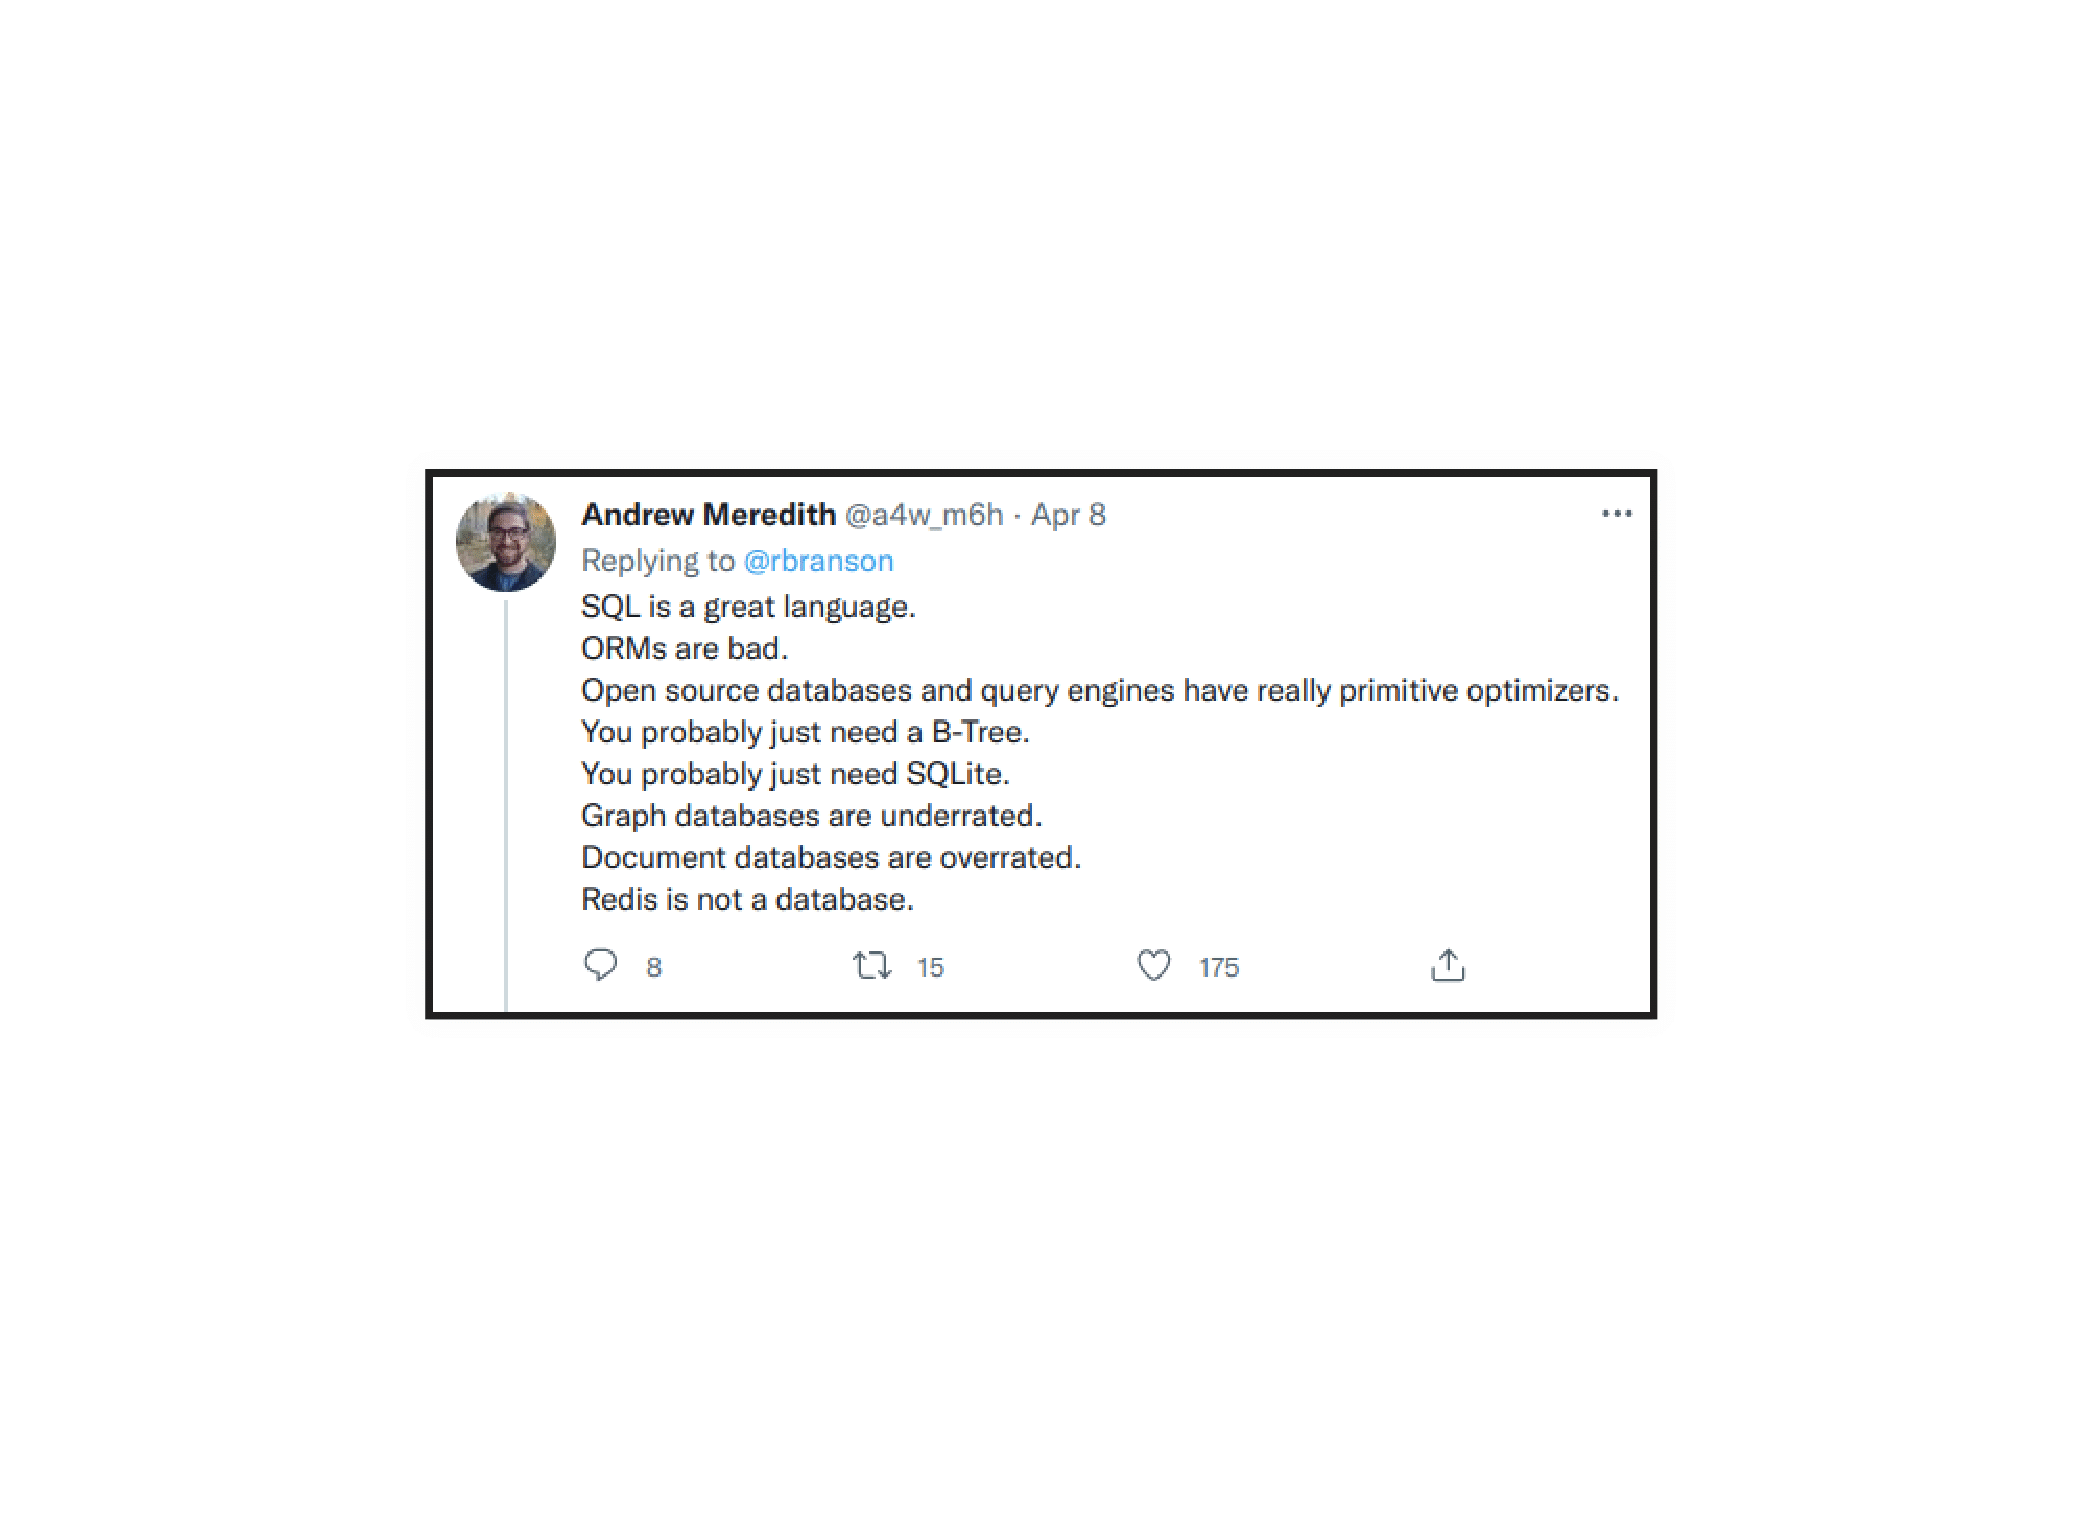 Andrew Meredith @a4w_m6h · Apr 8
Replying to @rbranson
SQL is a great language.
ORMs are bad.
Open source databases and query engines have really primitive optimizers.
You probably just need a B-Tree.
You probably just need SQLite.
Graph databases are underrated.
Document databases are overrated.
Redis is not a database.
8 15 175